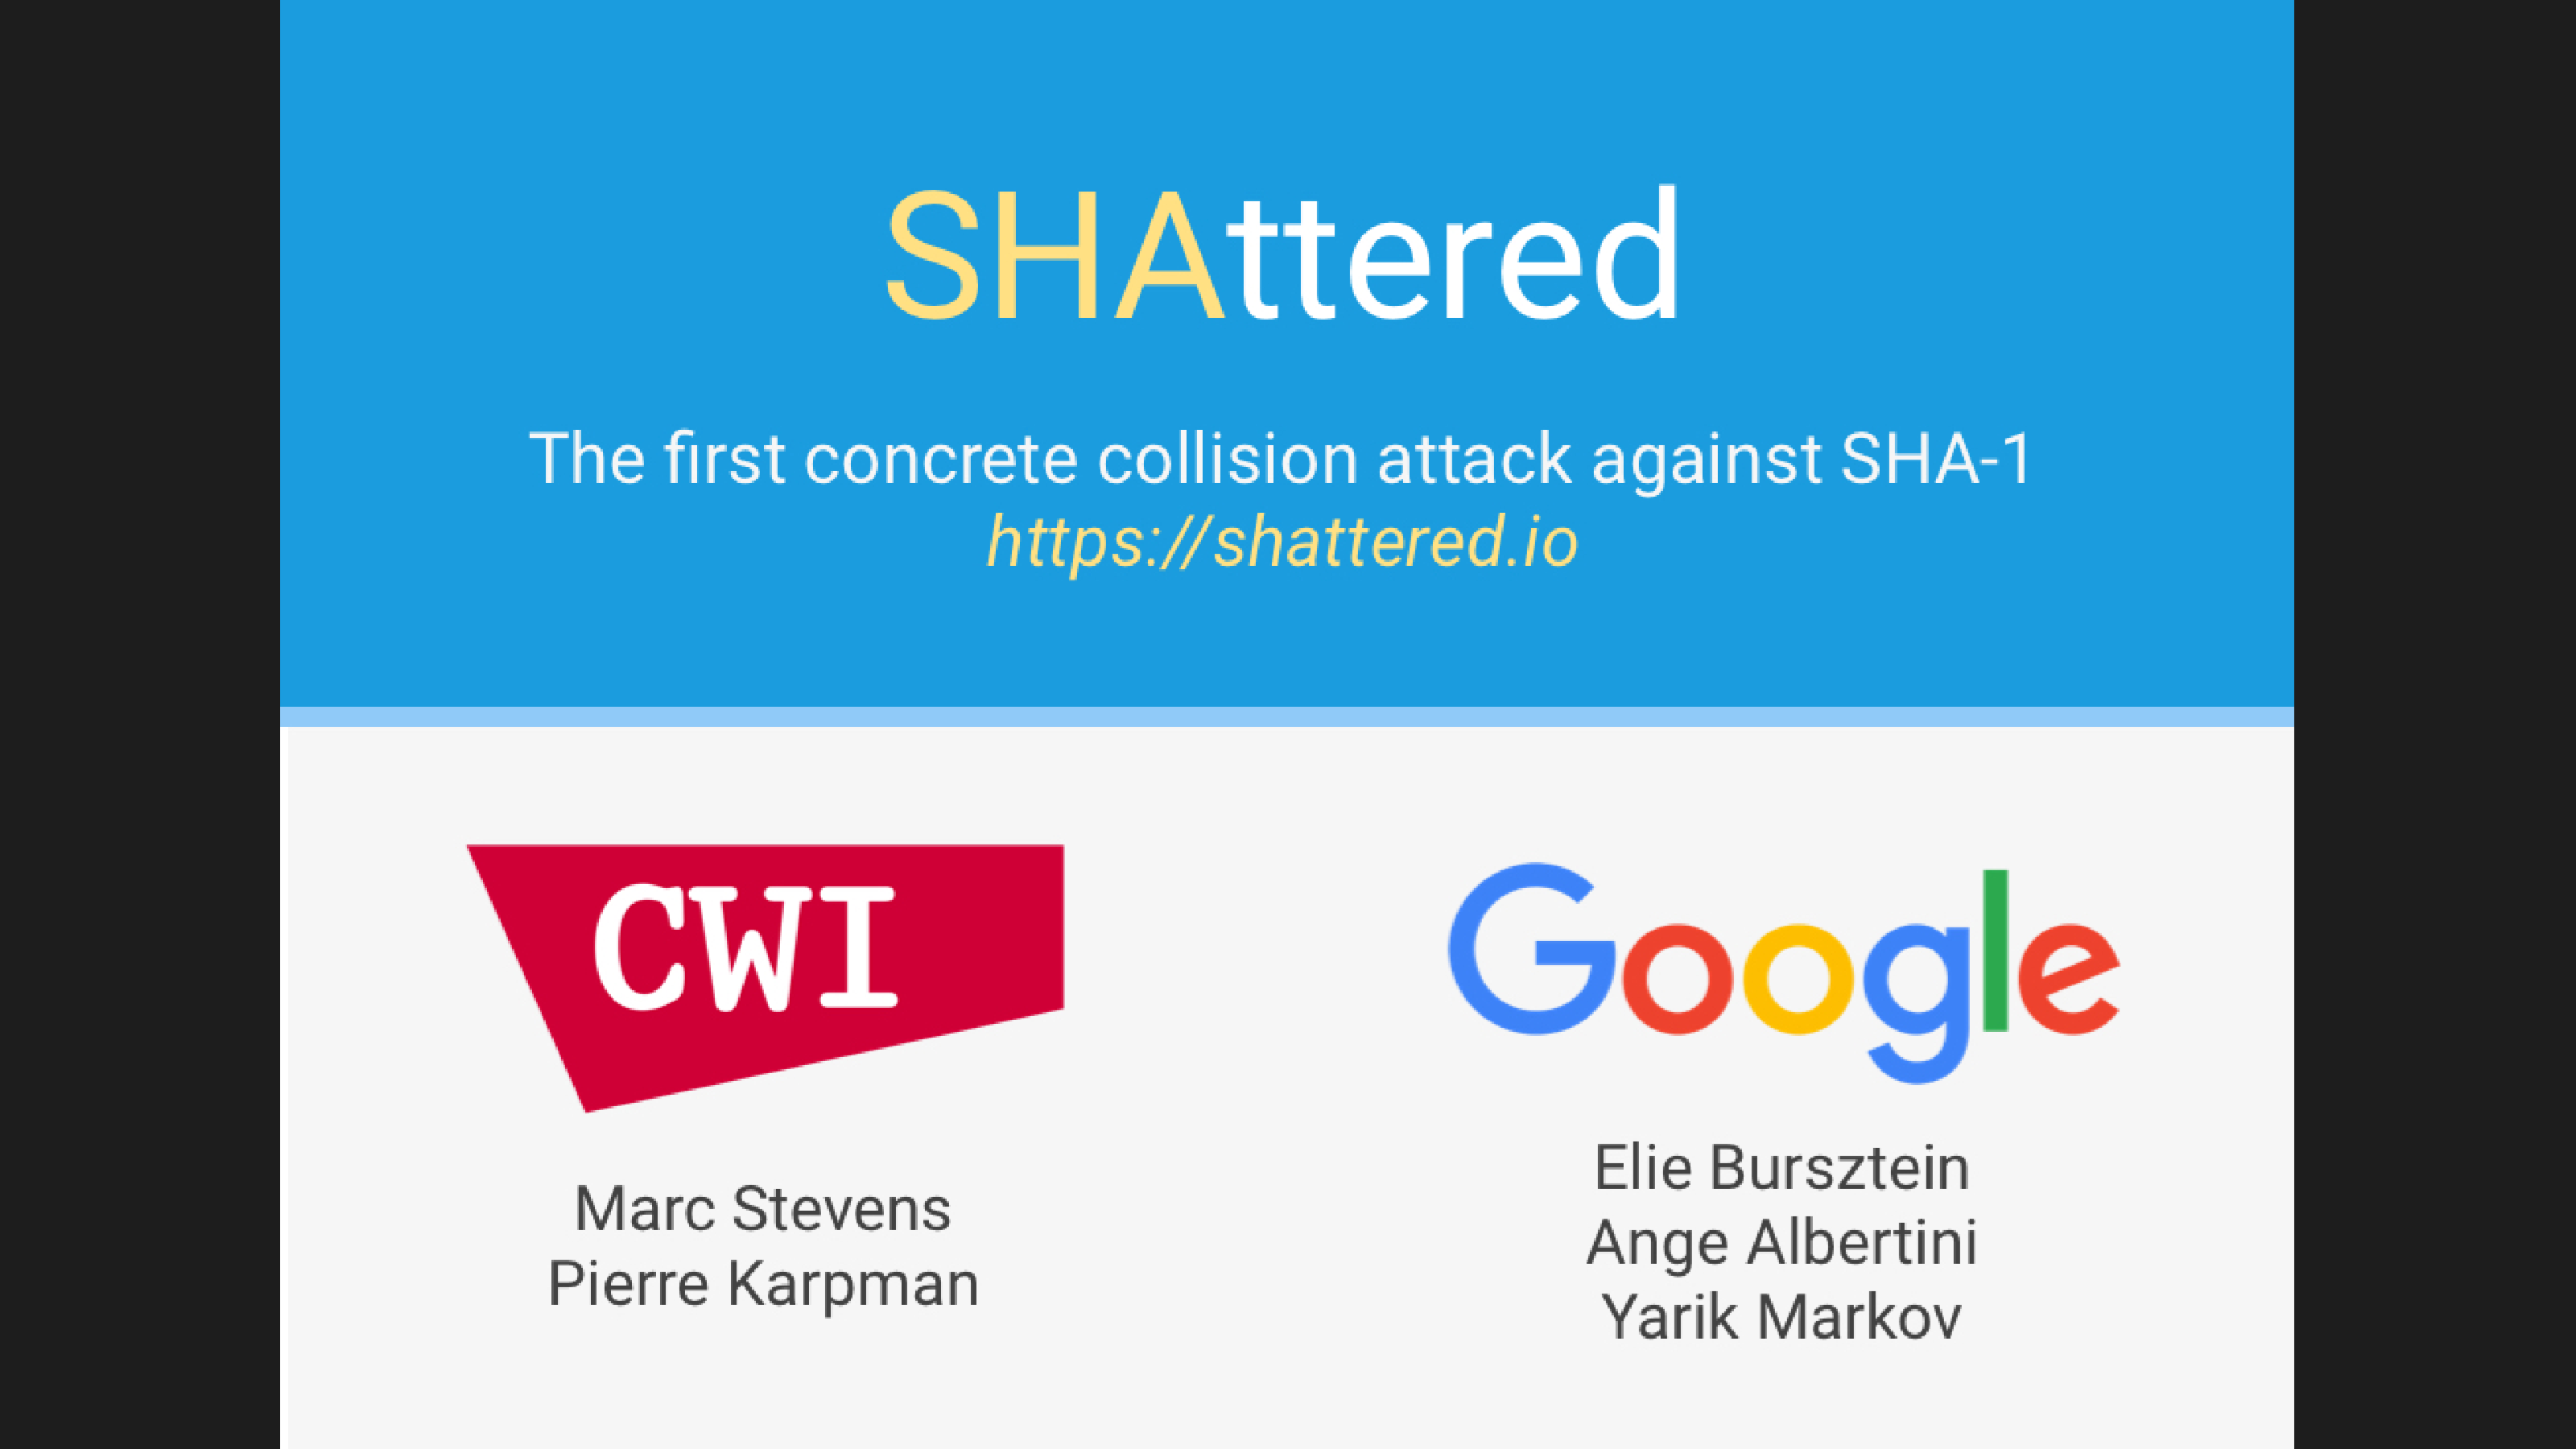 SHAttered
The first concrete collision attack against SHA-1
https://shattered.io
CWI
Marc Stevens
Pierre Karpman
Google
Elie Bursztein
Ange Albertini
Yarik Markov